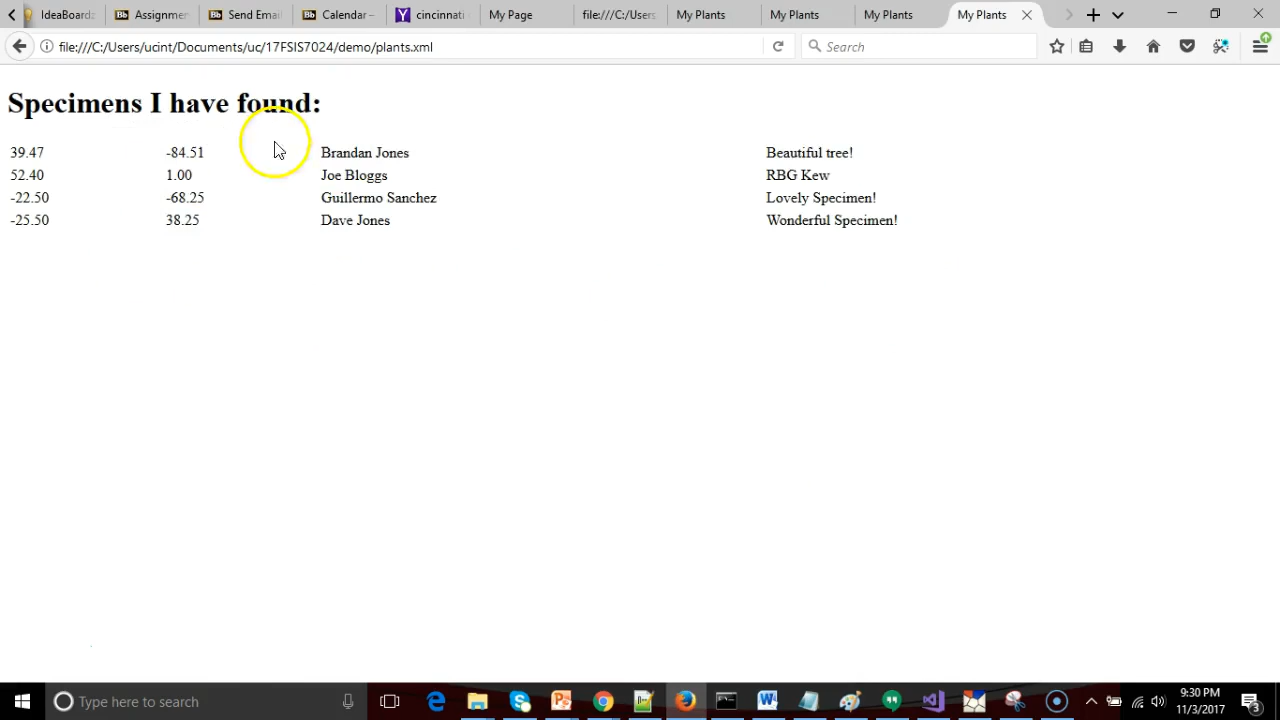 IdeaBoardz
Assignmen
Send Email
Calendar –
cincinnati
My Page
file:///C:/Users
My Plants
My Plants
My Plants
My Plants
file:///C:/Users/ucint/Documents/uc/17FSIS7024/demo/plants.xml
Search
Specimens I have found:
39.47 -84.51 Brandan Jones Beautiful tree!
52.40 1.00 Joe Bloggs RBG Kew
-22.50 -68.25 Guillermo Sanchez Lovely Specimen!
-25.50 38.25 Dave Jones Wonderful Specimen!
Type here to search
9:30 PM
11/3/2017
3